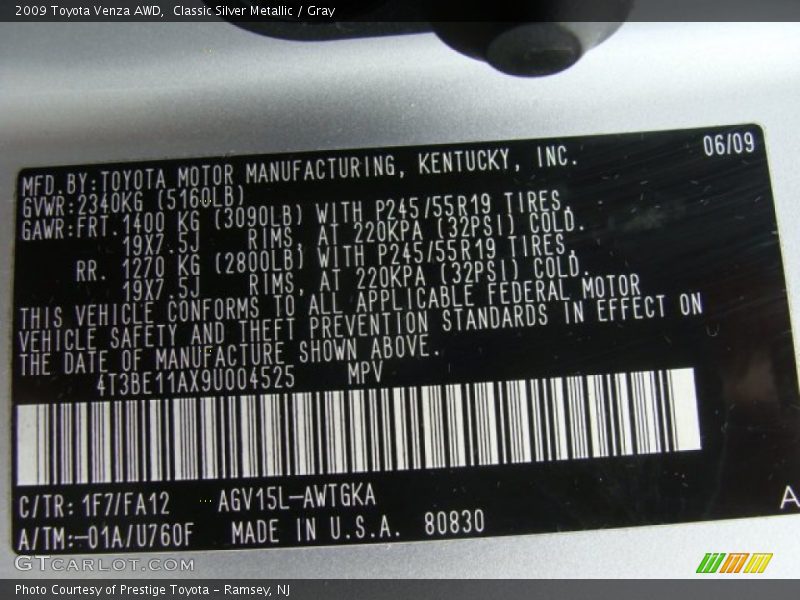 2009 Toyota Venza AWD, Classic Silver Metallic / Gray
06/09
MFD.BY:TOYOTA MOTOR MANUFACTURING, KENTUCKY, INC.
GVWR:2340KG (5160LB)
GAWR:FRT.1400 KG (3090LB) WITH P245/55R19 TIRES,
19X7.5J RIMS, AT 220KPA (32PSI) COLD.
RR. 1270 KG (2800LB) WITH P245/55R19 TIRES,
19X7.5J RIMS, AT 220KPA (32PSI) COLD.
THIS VEHICLE CONFORMS TO ALL APPLICABLE FEDERAL MOTOR
VEHICLE SAFETY AND THEFT PREVENTION STANDARDS IN EFFECT ON
THE DATE OF MANUFACTURE SHOWN ABOVE.
4T3BE11AX9U004525 MPV
C/TR: 1F7/FA12 AGV15L-AWTGKA
A
A/TM:-01A/U760F MADE IN U.S.A. 80830
GTCARLOT.COM
Photo Courtesy of Prestige Toyota - Ramsey, NJ